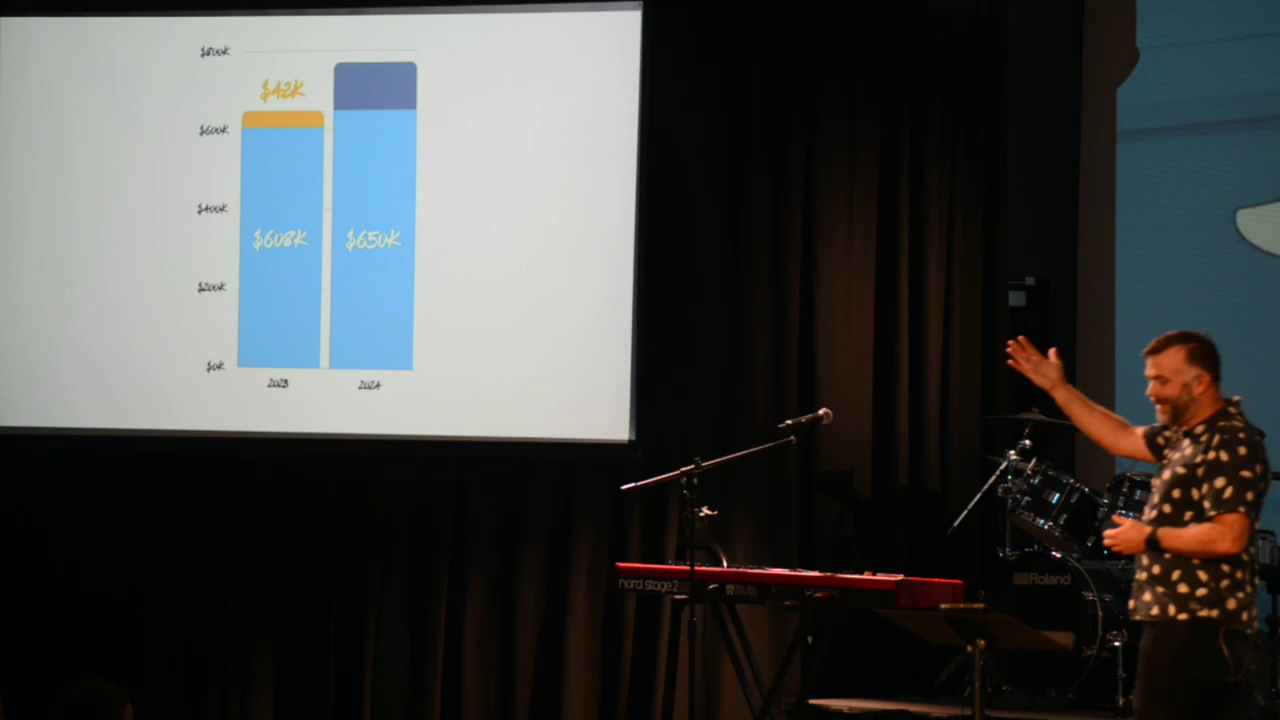 $800K
$42K
$600K
$400K
$608K
$650K
$200K
$0K
2023
2024
nord stage 2
Roland